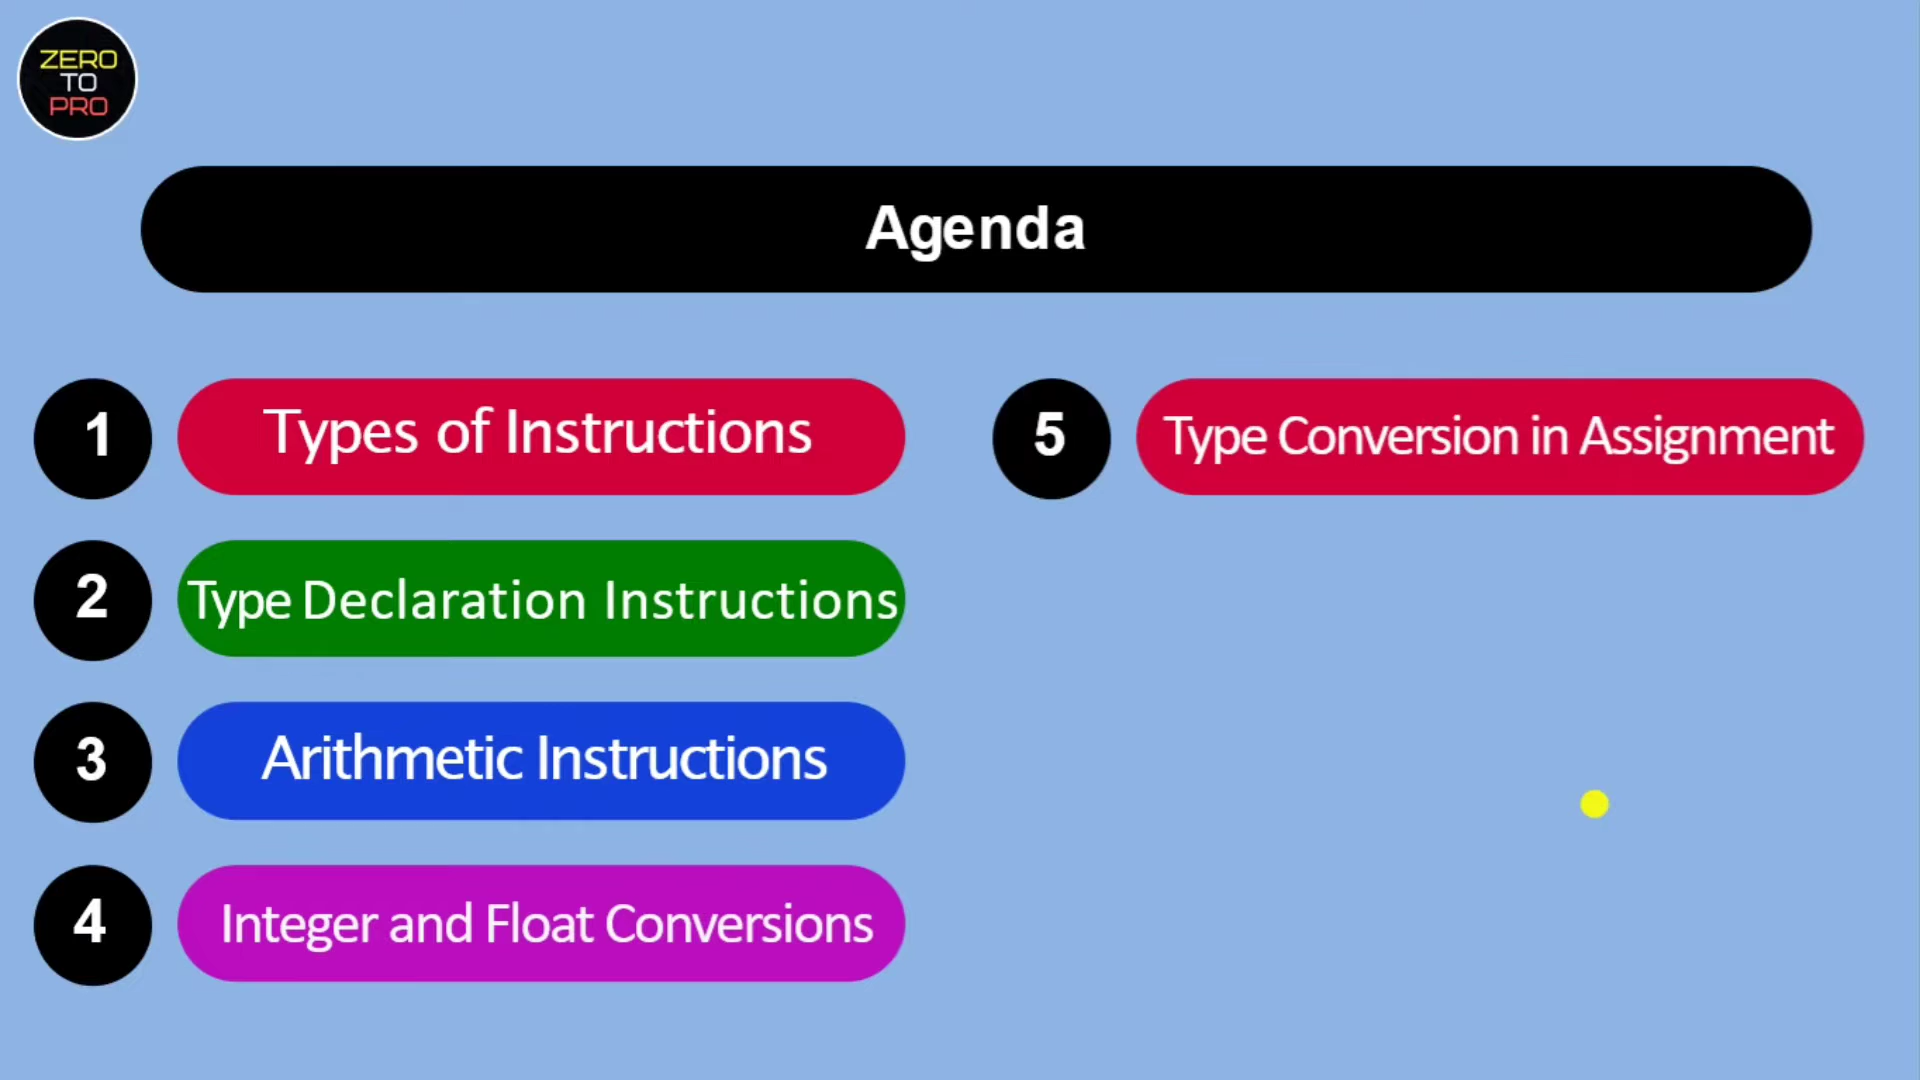 ZERO
TO
PRO
Agenda
1
Types of Instructions
2
Type Declaration Instructions
3
Arithmetic Instructions
4
Integer and Float Conversions
5
Type Conversion in Assignment